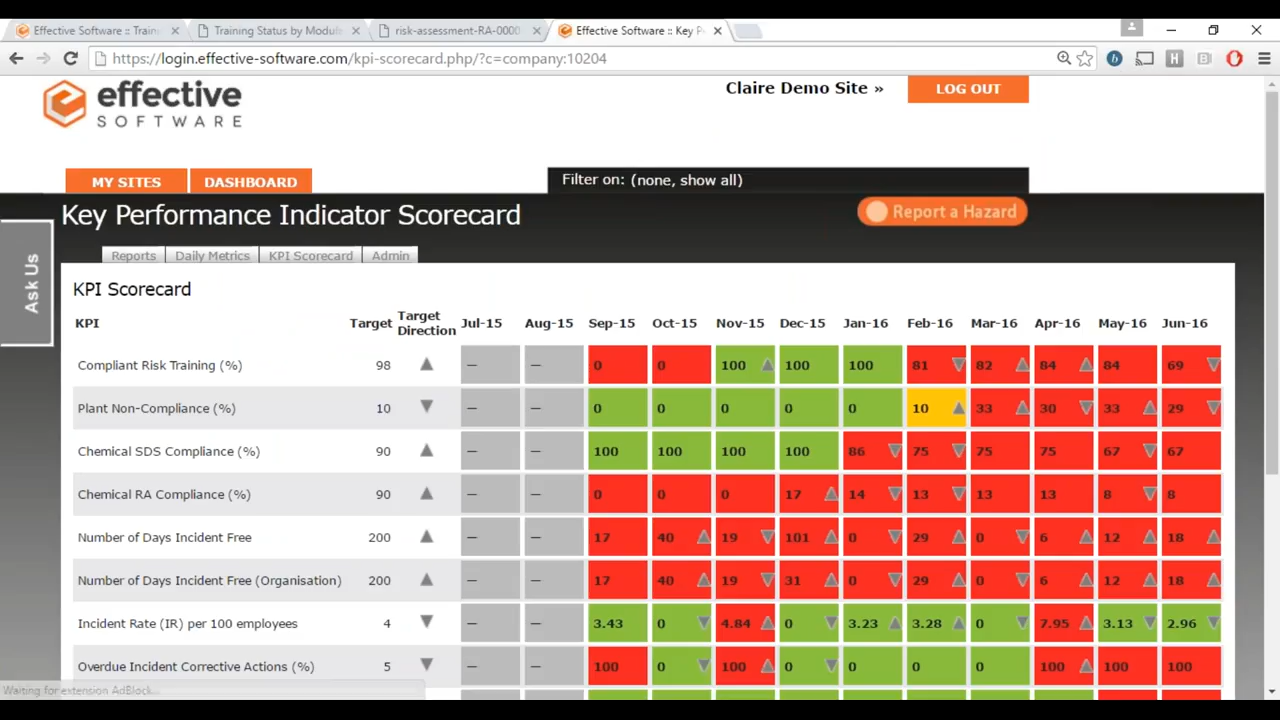 Effective Software :: Traini
Training Status by Module
risk-assessment-RA-0000
Effective Software :: Key P
https://login.effective-software.com/kpi-scorecard.php/?c=company:10204
effective
SOFTWARE
Claire Demo Site »
LOG OUT
MY SITES
DASHBOARD
Filter on: (none, show all)
Key Performance Indicator Scorecard
Report a Hazard
Ask Us
Reports
Daily Metrics
KPI Scorecard
Admin
KPI Scorecard
KPI Target Target Direction Jul-15 Aug-15 Sep-15 Oct-15 Nov-15 Dec-15 Jan-16 Feb-16 Mar-16 Apr-16 May-16 Jun-16
Compliant Risk Training (%) 98 ▲ — — 0 0 100 ▲ 100 100 81 ▼ 82 ▲ 84 ▲ 84 69 ▼
Plant Non-Compliance (%) 10 ▼ — — 0 0 0 0 0 10 ▲ 33 ▲ 30 ▼ 33 ▲ 29 ▼
Chemical SDS Compliance (%) 90 ▲ — — 100 100 100 100 86 ▼ 75 ▼ 75 75 67 ▼ 67
Chemical RA Compliance (%) 90 ▲ — — 0 0 0 17 ▲ 14 ▼ 13 ▼ 13 13 8 ▼ 8
Number of Days Incident Free 200 ▲ — — 17 40 ▲ 19 ▼ 101 ▲ 0 ▼ 29 ▲ 0 ▼ 6 ▲ 12 ▲ 18 ▲
Number of Days Incident Free (Organisation) 200 ▲ — — 17 40 ▲ 19 ▼ 31 ▲ 0 ▼ 29 ▲ 0 ▼ 6 ▲ 12 ▲ 18 ▲
Incident Rate (IR) per 100 employees 4 ▼ — — 3.43 0 ▼ 4.84 ▲ 0 ▼ 3.23 ▲ 3.28 ▲ 0 ▼ 7.95 ▲ 3.13 ▼ 2.96 ▼
Overdue Incident Corrective Actions (%) 5 ▼ — — 100 0 ▼ 100 ▲ 0 ▼ 0 0 0 100 ▲ 100 100
Waiting for extension AdBlock...